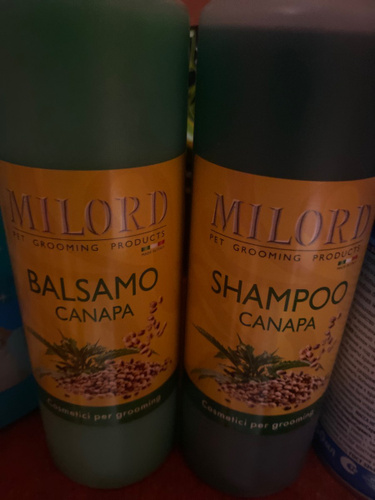 MILORD
PET GROOMING PRODUCTS
BALSAMO
CANAPA
Cosmetici per grooming
MILORD
PET GROOMING PRODUCTS
SHAMPOO
CANAPA
Cosmetici per grooming